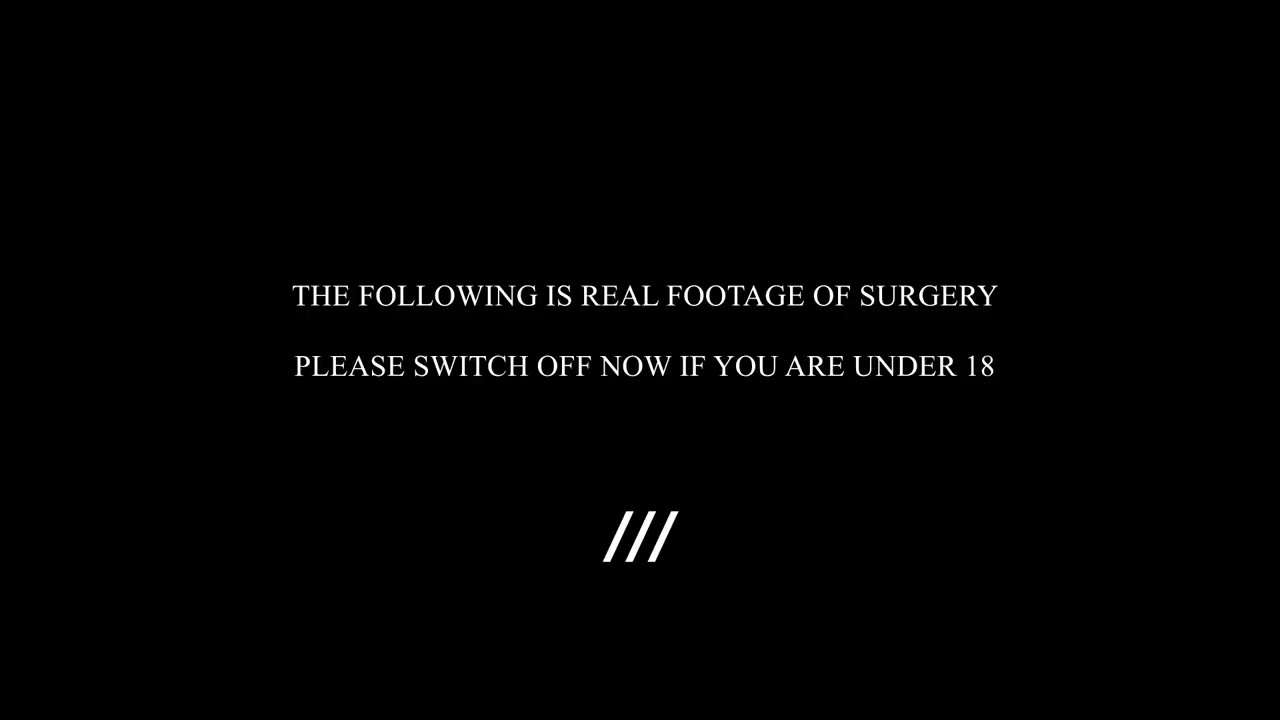 THE FOLLOWING IS REAL FOOTAGE OF SURGERY
PLEASE SWITCH OFF NOW IF YOU ARE UNDER 18
///